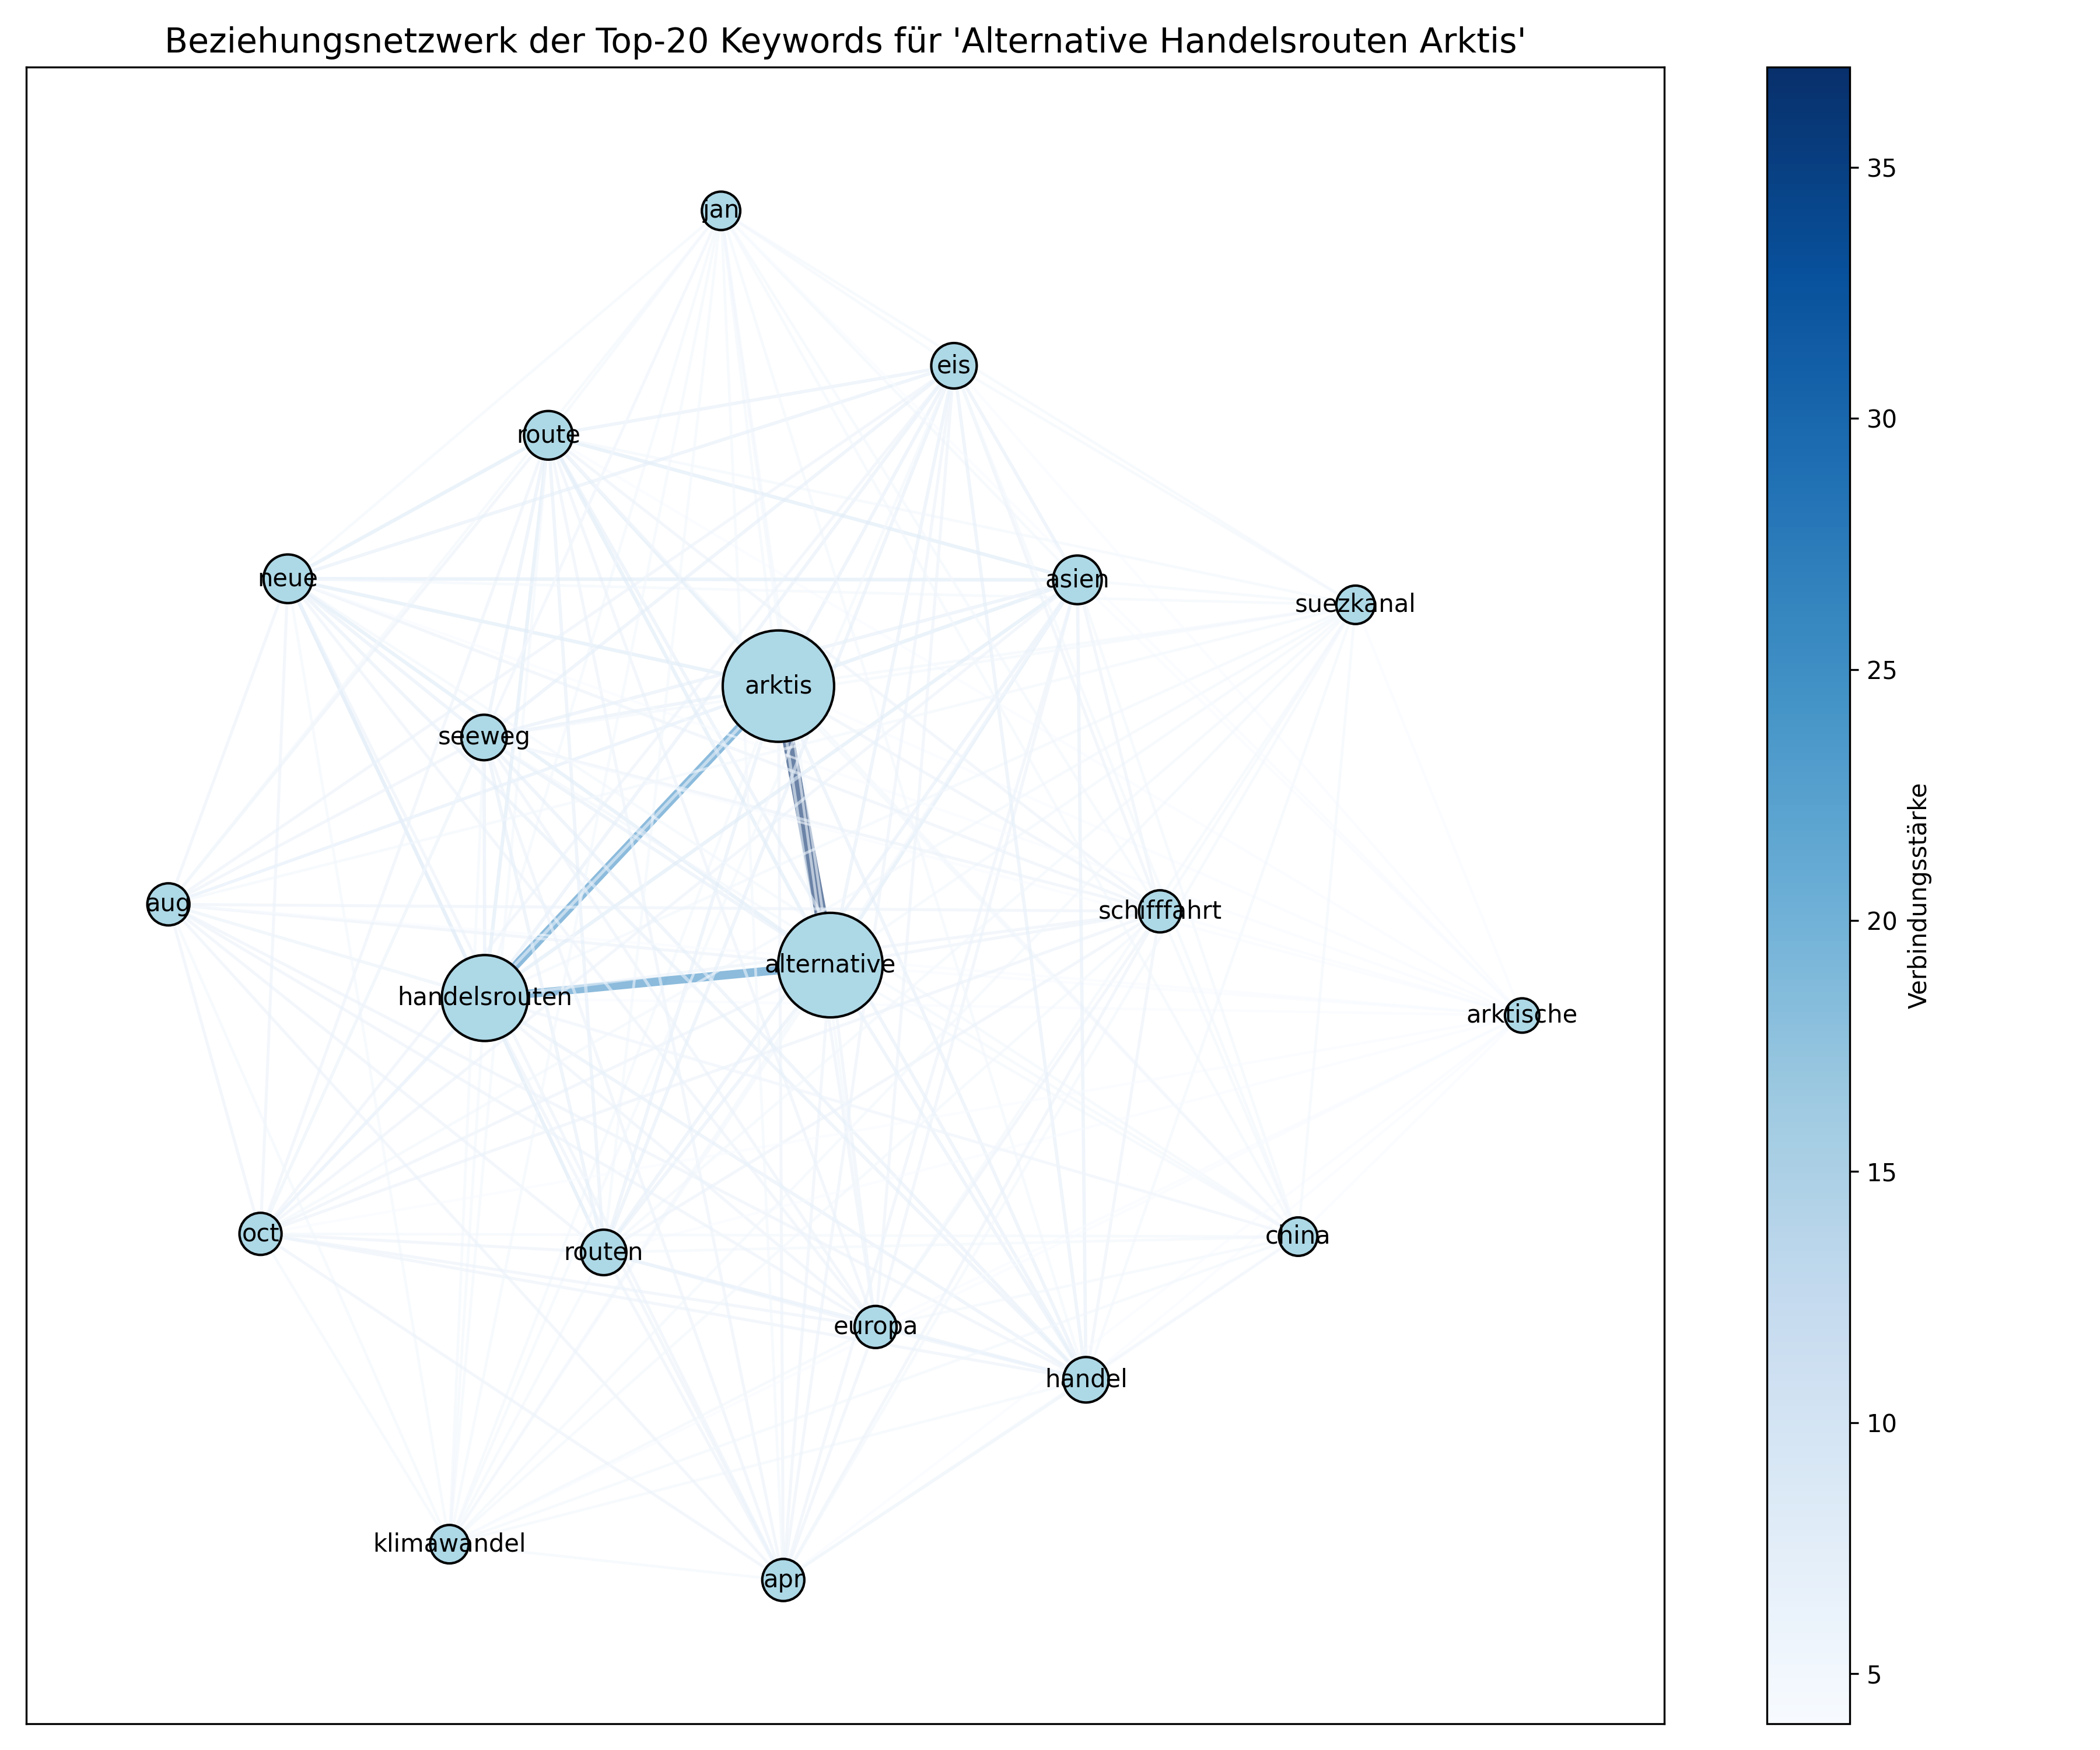 Beziehungsnetzwerk der Top-20 Keywords für 'Alternative Handelsrouten Arktis'
jan
eis
route
neue
asien
suezkanal
arktis
seeweg
aug
schifffahrt
alternative
handelsrouten
arktische
oct
routen
china
europa
handel
klimawandel
apr
35
30
25
20
15
10
5
Verbindungsstärke